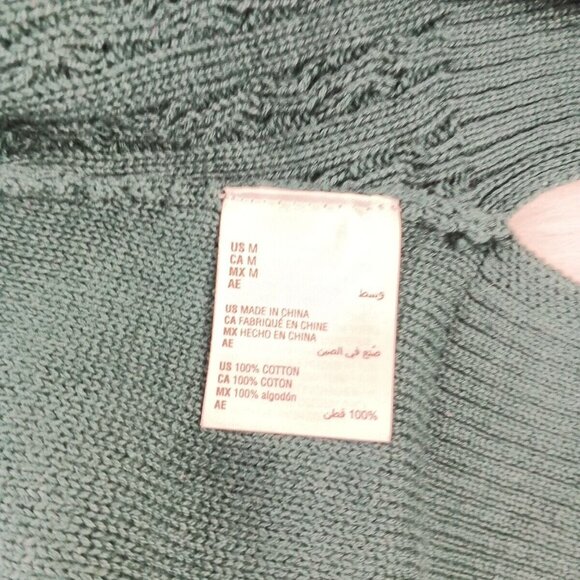 US M
CA M
MX M
AE وسط
US MADE IN CHINA
CA FABRIQUÉ EN CHINE
MX HECHO EN CHINA
AE صنع في الصين
US 100% COTTON
CA 100% COTON
MX 100% algodón
AE 100% قطن